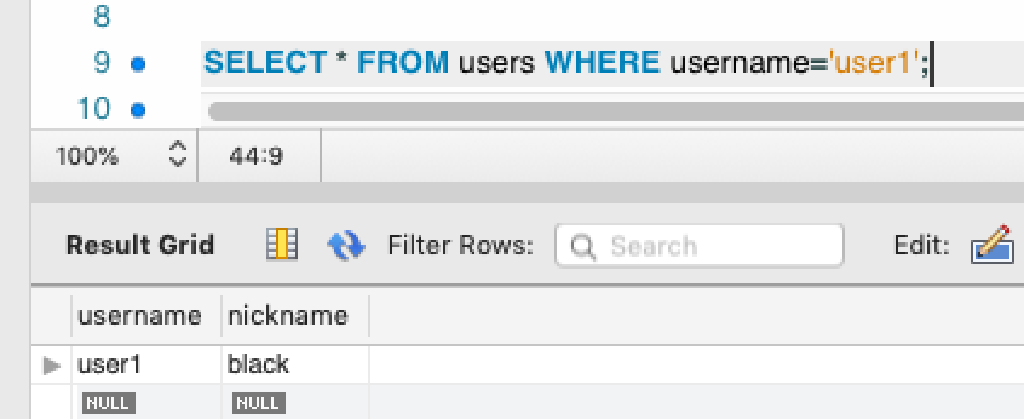 8
9 SELECT * FROM users WHERE username='user1';
10
100% 44:9
Result Grid Filter Rows: Search Edit:
username nickname
user1 black
NULL NULL